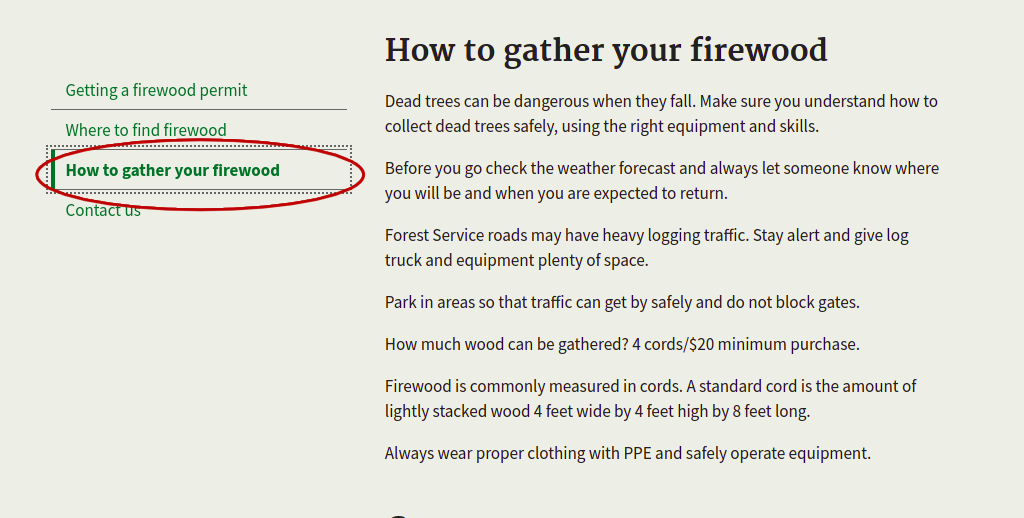 Getting a firewood permit
Where to find firewood
How to gather your firewood
Contact us
How to gather your firewood
Dead trees can be dangerous when they fall. Make sure you understand how to
collect dead trees safely, using the right equipment and skills.
Before you go check the weather forecast and always let someone know where
you will be and when you are expected to return.
Forest Service roads may have heavy logging traffic. Stay alert and give log
truck and equipment plenty of space.
Park in areas so that traffic can get by safely and do not block gates.
How much wood can be gathered? 4 cords/$20 minimum purchase.
Firewood is commonly measured in cords. A standard cord is the amount of
lightly stacked wood 4 feet wide by 4 feet high by 8 feet long.
Always wear proper clothing with PPE and safely operate equipment.